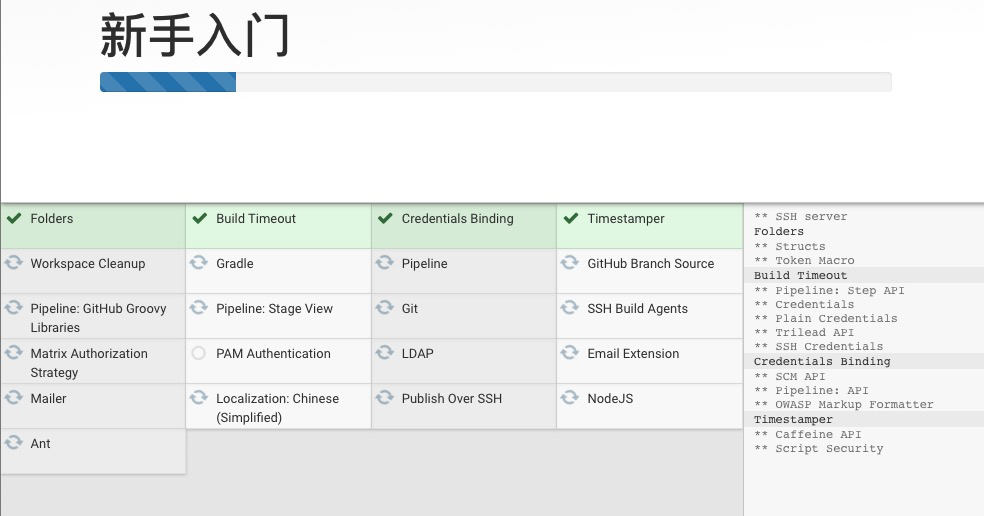 新手入门
Folders
Build Timeout
Credentials Binding
Timestamper
Workspace Cleanup
Gradle
Pipeline
GitHub Branch Source
Pipeline: GitHub Groovy
Libraries
Pipeline: Stage View
Git
SSH Build Agents
Matrix Authorization
Strategy
PAM Authentication
LDAP
Email Extension
Mailer
Localization: Chinese
(Simplified)
Publish Over SSH
NodeJS
Ant
** SSH server
Folders
** Structs
** Token Macro
Build Timeout
** Pipeline: Step API
** Credentials
** Plain Credentials
** Trilead API
** SSH Credentials
Credentials Binding
** SCM API
** Pipeline: API
** OWASP Markup Formatter
Timestamper
** Caffeine API
** Script Security